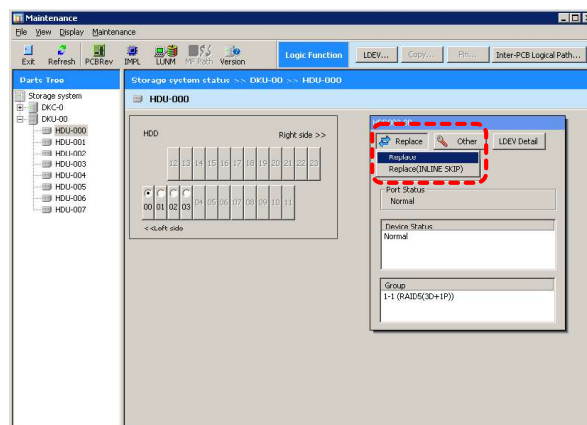 Maintenance
File View Display Maintenance
Exit Refresh PCBRev IMPL LUNM MF Path Version
Logic Function
LDEV... Copy... Pin... Inter-PCB Logical Path...
Parts Tree
Storage system status >> DKU-00 >> HDU-000
Storage system
DKC-0
DKU-00
HDU-000
HDU-001
HDU-002
HDU-003
HDU-004
HDU-005
HDU-006
HDU-007
HDU-000
HDD Right side >>
12 13 14 15 16 17 18 19 20 21 22 23
00 01 02 03 04 05 06 07 08 09 10 11
<<Left side
Replace Other LDEV Detail
Replace
Replace(INLINE SKIP)
Port Status
Normal
Device Status
Normal
Group
1-1 (RAID5(3D+1P))